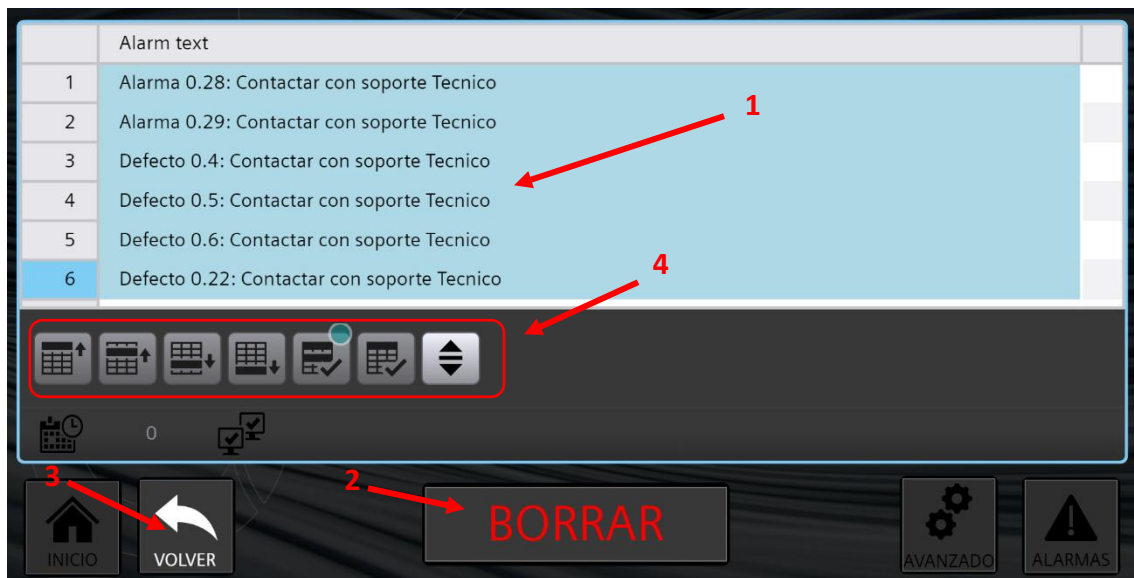 Alarm text
1 Alarma 0.28: Contactar con soporte Tecnico
1
2 Alarma 0.29: Contactar con soporte Tecnico
3 Defecto 0.4: Contactar con soporte Tecnico
4 Defecto 0.5: Contactar con soporte Tecnico
5 Defecto 0.6: Contactar con soporte Tecnico
4
6 Defecto 0.22: Contactar con soporte Tecnico
0
3
2
BORRAR
INICIO
VOLVER
AVANZADO
ALARMAS